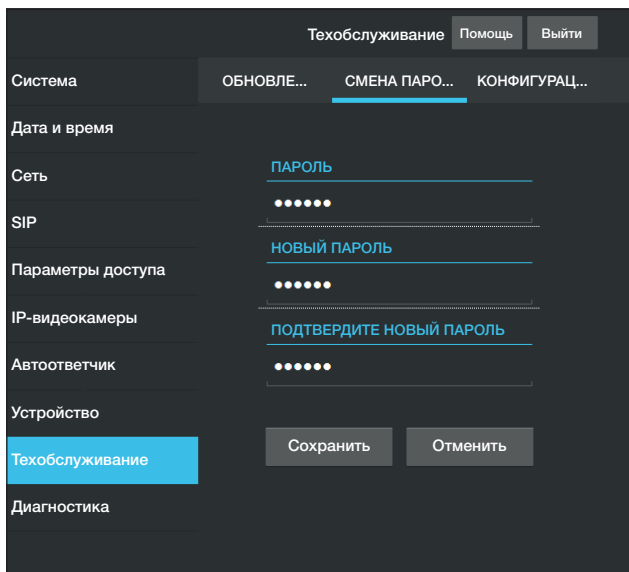 Техобслуживание Помощь Выйти
Система
ОБНОВЛЕ... СМЕНА ПАРО... КОНФИГУРАЦ...
Дата и время
Сеть
SIP
Параметры доступа
IP-видеокамеры
Автоответчик
Устройство
Техобслуживание
Диагностика
ПАРОЛЬ
••••••
НОВЫЙ ПАРОЛЬ
••••••
ПОДТВЕРДИТЕ НОВЫЙ ПАРОЛЬ
••••••
Сохранить Отменить